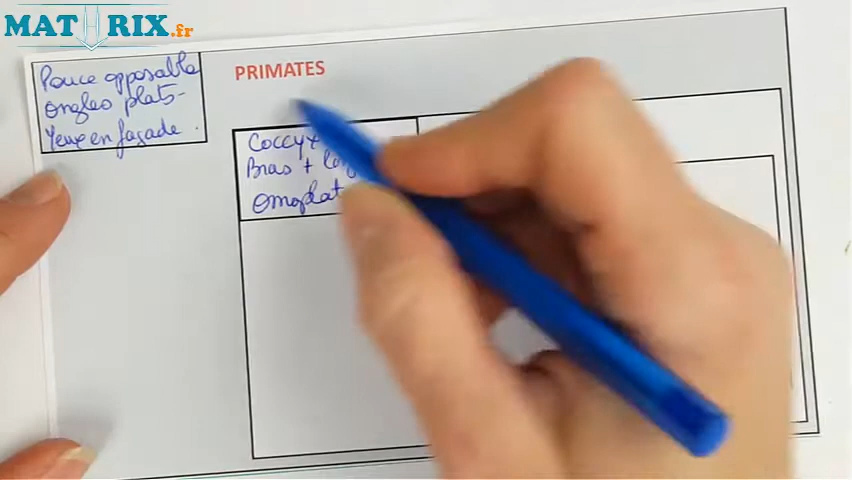 MATHRIX.fr
Pouce opposable
ongles plats-
Yeux en façade.
PRIMATES
Coccyx
Bras +
omoplat